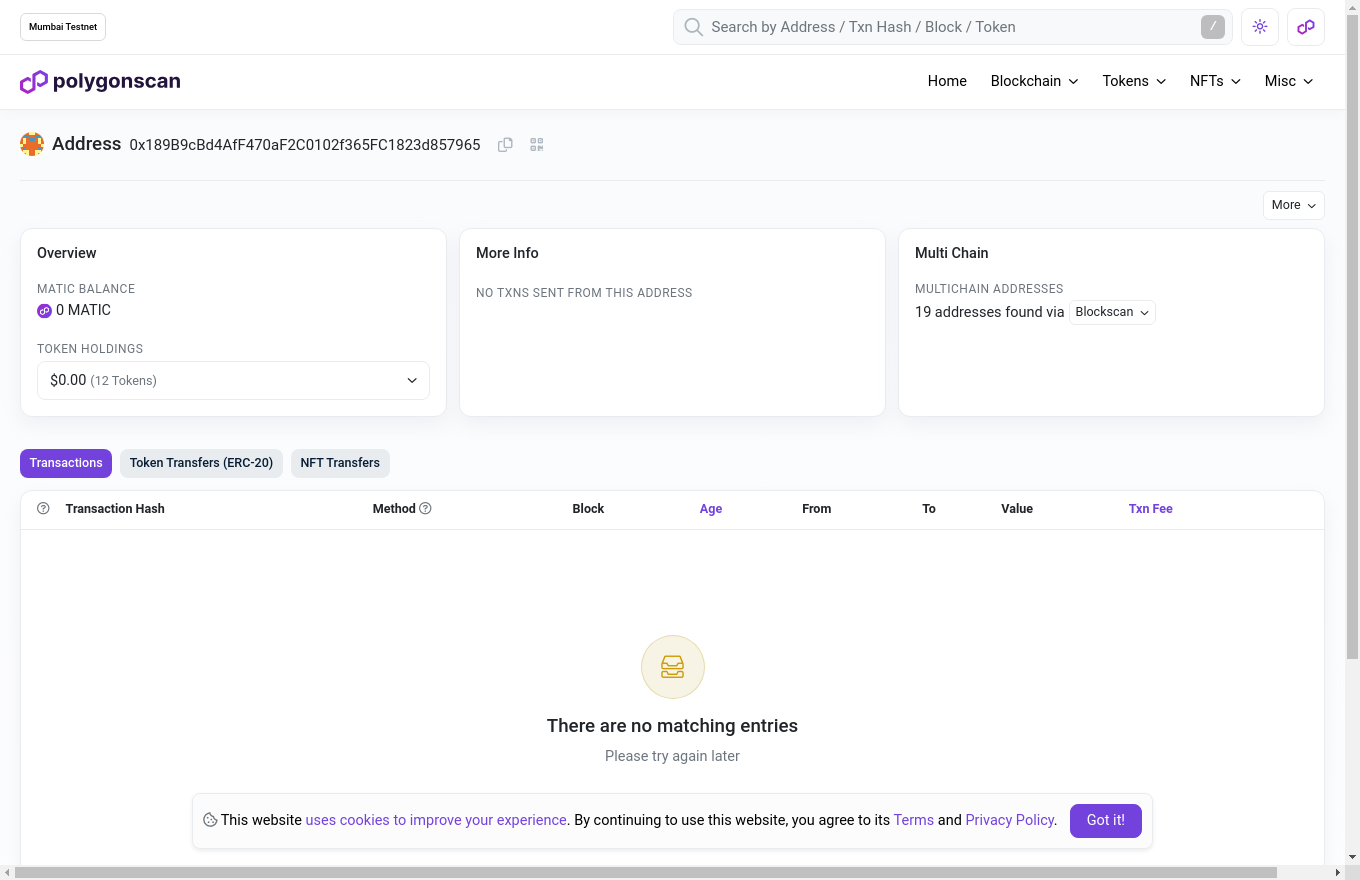 Mumbai Testnet
Search by Address / Txn Hash / Block / Token
/
polygonscan
Home Blockchain Tokens NFTs Misc
Address 0x189B9cBd4AfF470aF2C0102f365FC1823d857965
More
Overview
MATIC BALANCE
0 MATIC
TOKEN HOLDINGS
$0.00 (12 Tokens)
More Info
NO TXNS SENT FROM THIS ADDRESS
Multi Chain
MULTICHAIN ADDRESSES
19 addresses found via Blockscan
Transactions Token Transfers (ERC-20) NFT Transfers
Transaction Hash Method Block Age From To Value Txn Fee
There are no matching entries
Please try again later
This website uses cookies to improve your experience. By continuing to use this website, you agree to its Terms and Privacy Policy. Got it!